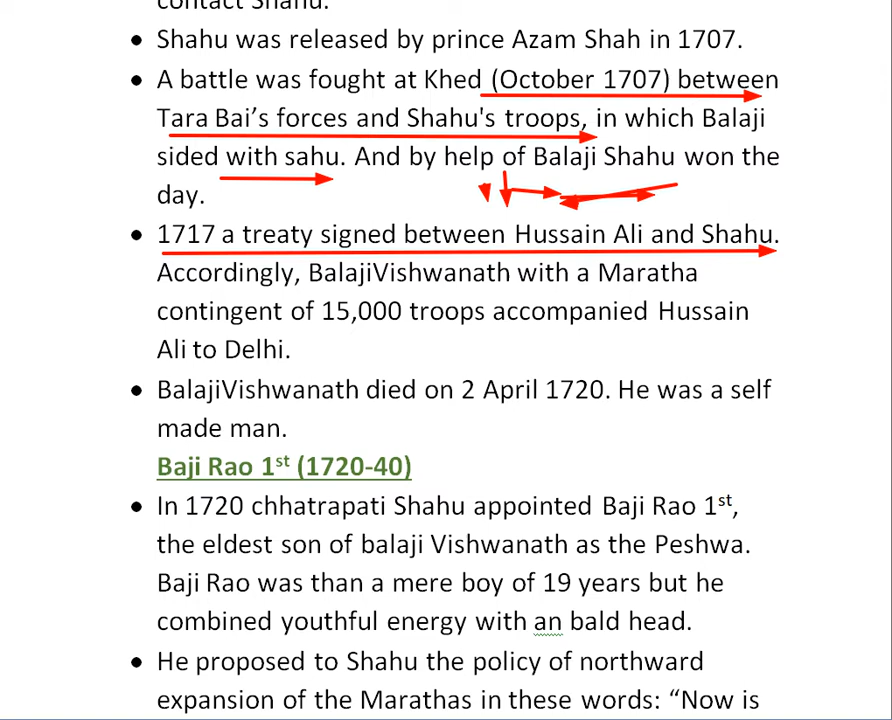 contact Shahu.
• Shahu was released by prince Azam Shah in 1707.
• A battle was fought at Khed (October 1707) between
Tara Bai’s forces and Shahu's troops, in which Balaji
sided with sahu. And by help of Balaji Shahu won the
day.
• 1717 a treaty signed between Hussain Ali and Shahu.
Accordingly, BalajiVishwanath with a Maratha
contingent of 15,000 troops accompanied Hussain
Ali to Delhi.
• BalajiVishwanath died on 2 April 1720. He was a self
made man.
Baji Rao 1st (1720-40)
• In 1720 chhatrapati Shahu appointed Baji Rao 1st,
the eldest son of balaji Vishwanath as the Peshwa.
Baji Rao was than a mere boy of 19 years but he
combined youthful energy with an bald head.
• He proposed to Shahu the policy of northward
expansion of the Marathas in these words: “Now is